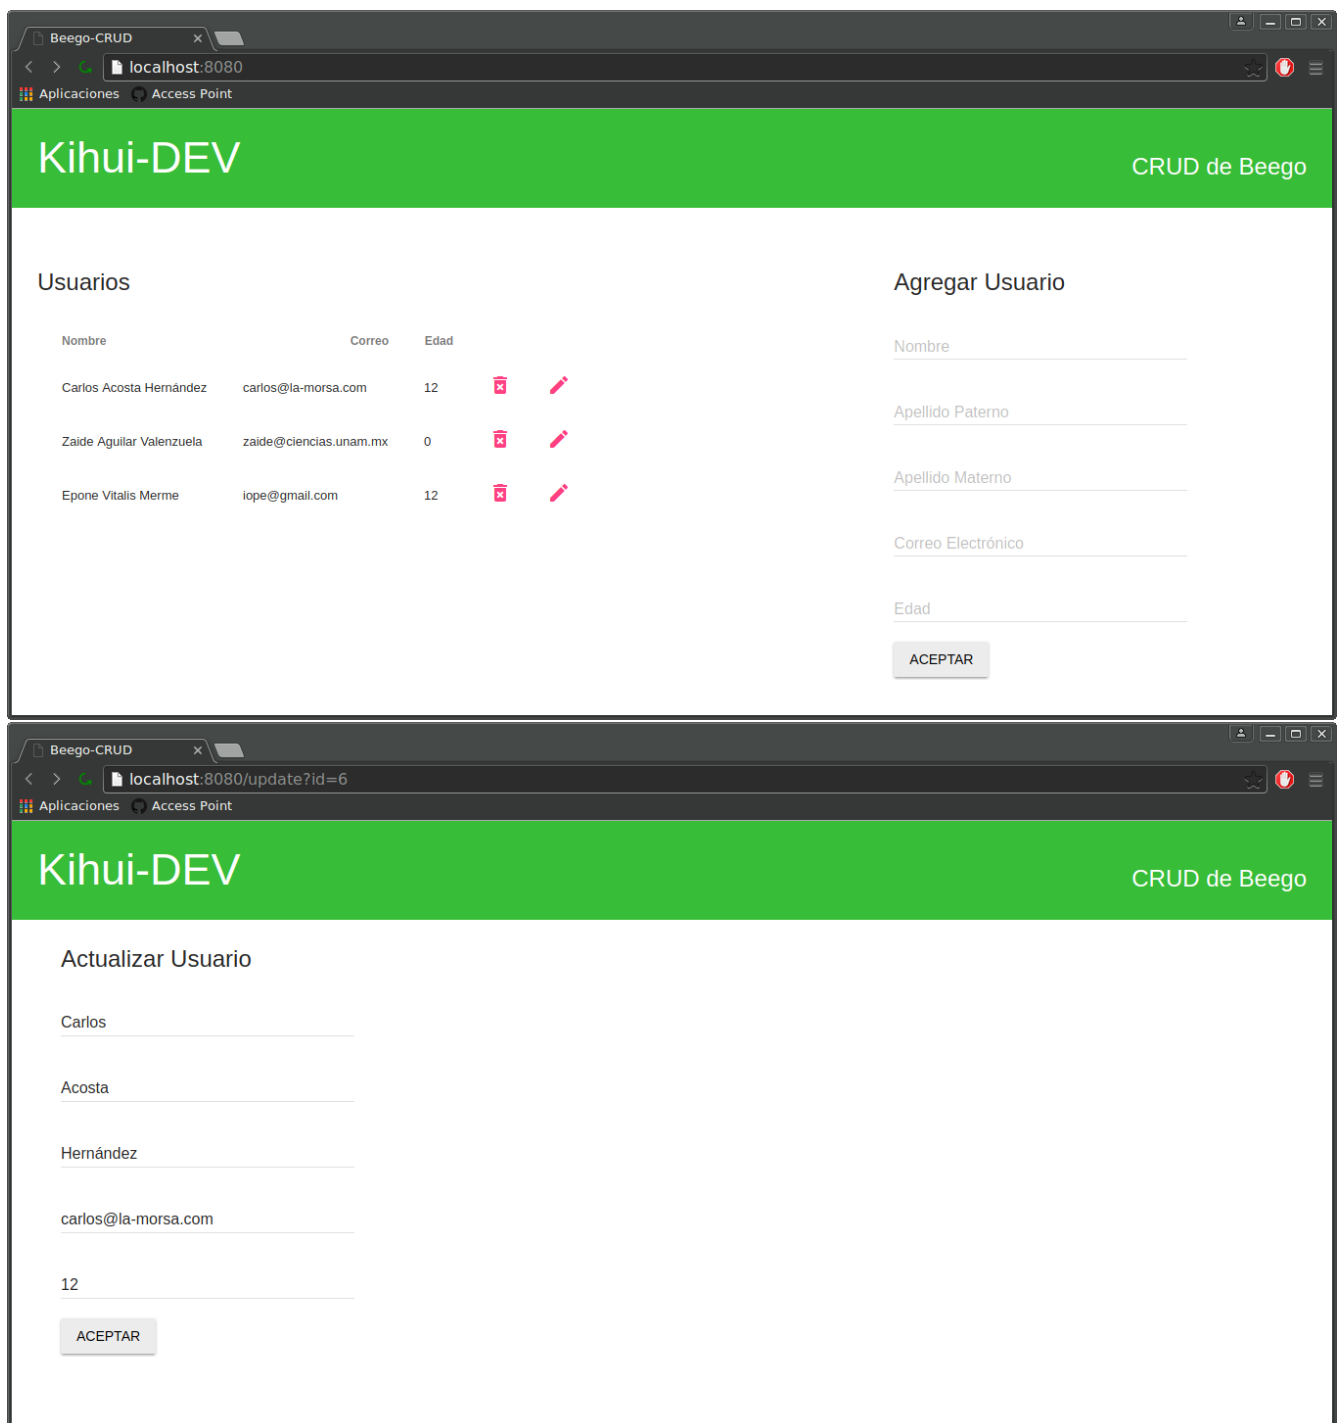 Beego-CRUD
localhost:8080
Aplicaciones Access Point
Kihui-DEV
CRUD de Beego
Usuarios
Nombre Correo Edad
Carlos Acosta Hernández carlos@la-morsa.com 12
Zaide Aguilar Valenzuela zaide@ciencias.unam.mx 0
Epone Vitalis Merme iope@gmail.com 12
Agregar Usuario
Nombre
Apellido Paterno
Apellido Materno
Correo Electrónico
Edad
ACEPTAR
Beego-CRUD
localhost:8080/update?id=6
Aplicaciones Access Point
Kihui-DEV
CRUD de Beego
Actualizar Usuario
Carlos
Acosta
Hernández
carlos@la-morsa.com
12
ACEPTAR